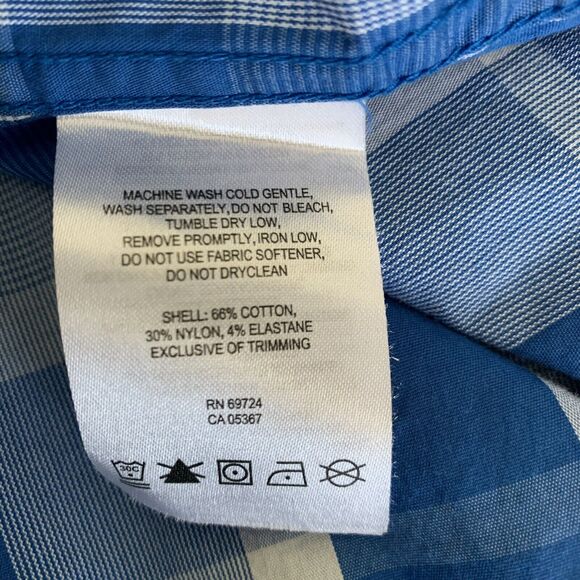 MACHINE WASH COLD GENTLE,
WASH SEPARATELY, DO NOT BLEACH,
TUMBLE DRY LOW,
REMOVE PROMPTLY, IRON LOW,
DO NOT USE FABRIC SOFTENER,
DO NOT DRYCLEAN
SHELL: 66% COTTON,
30% NYLON, 4% ELASTANE
EXCLUSIVE OF TRIMMING
RN 69724
CA 05367
30C